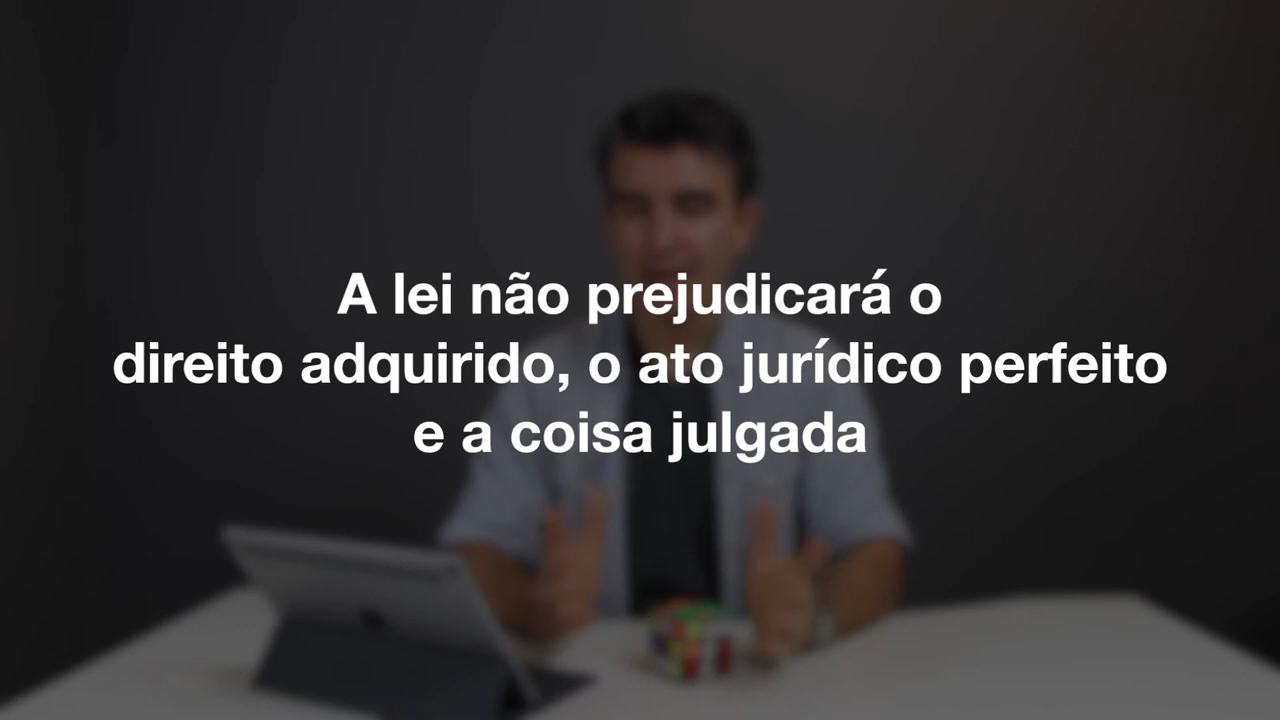 A lei não prejudicará o
direito adquirido, o ato jurídico perfeito
e a coisa julgada